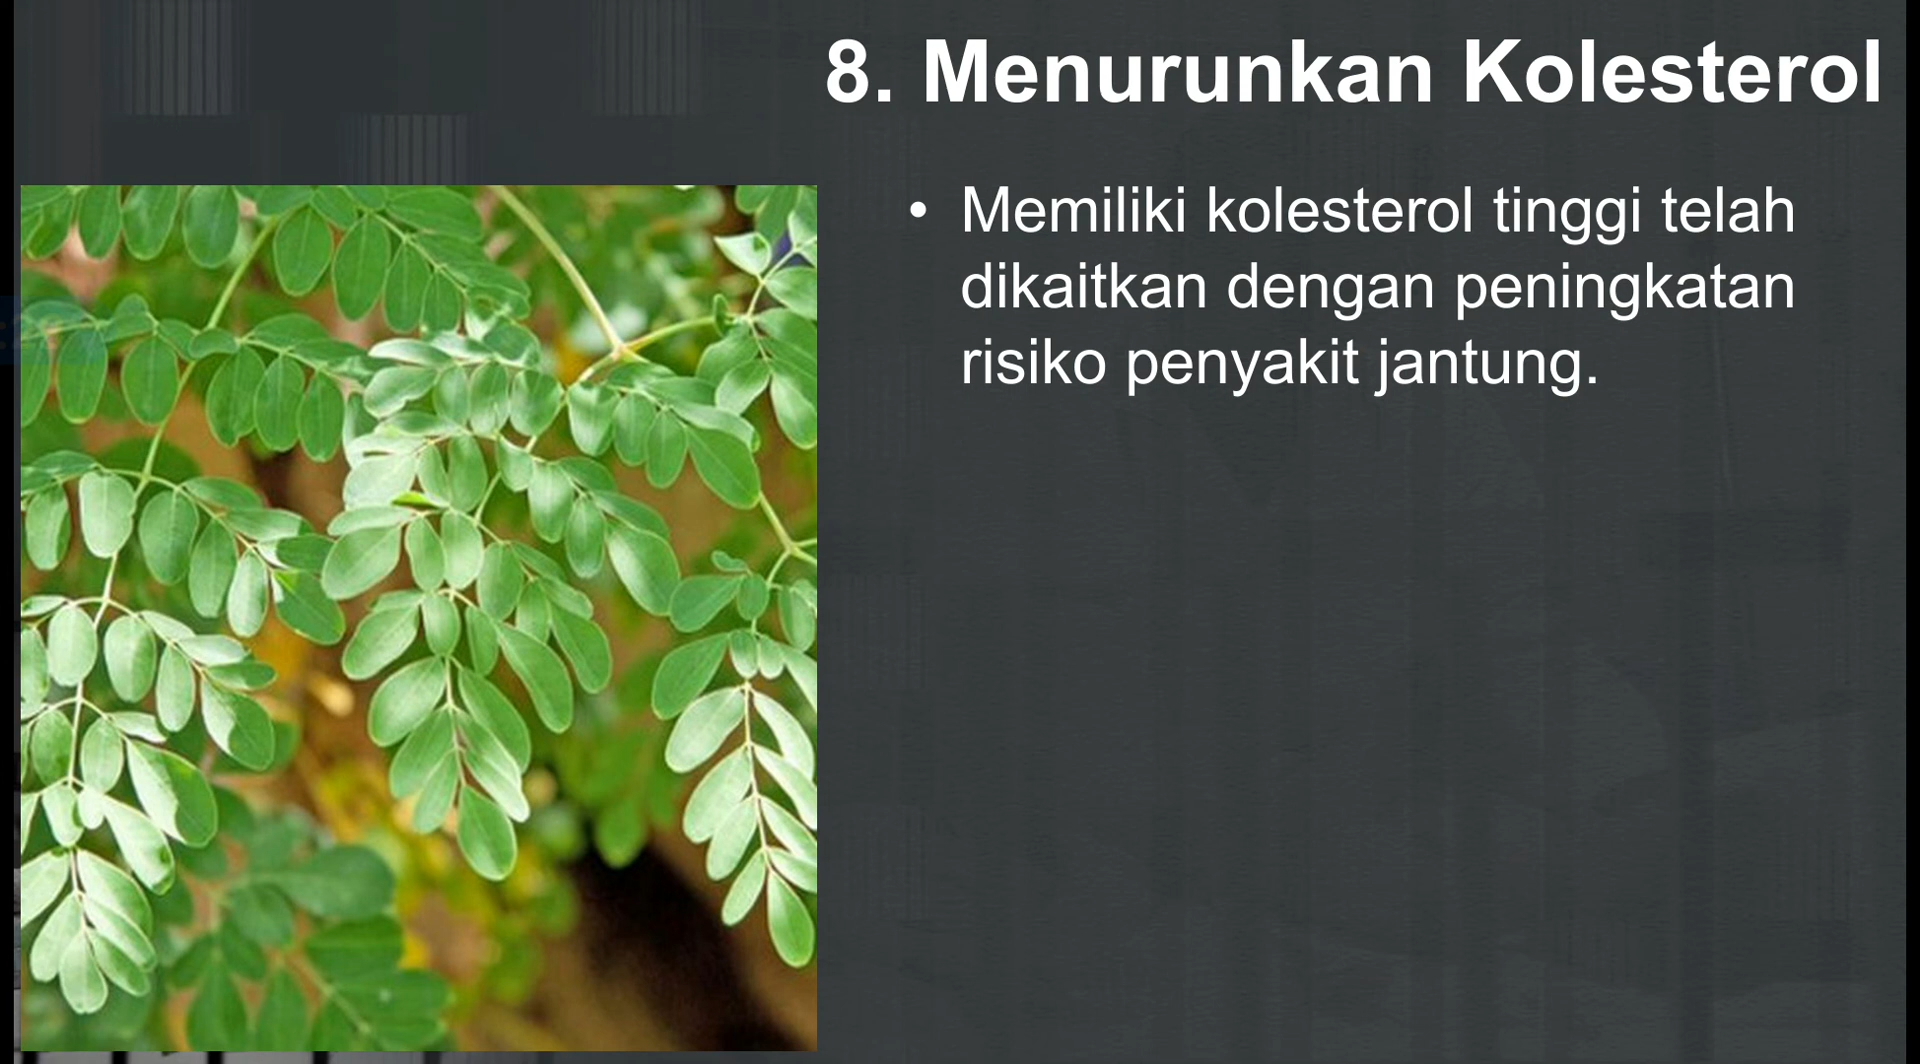 8. Menurunkan Kolesterol
• Memiliki kolesterol tinggi telah
dikaitkan dengan peningkatan
risiko penyakit jantung.